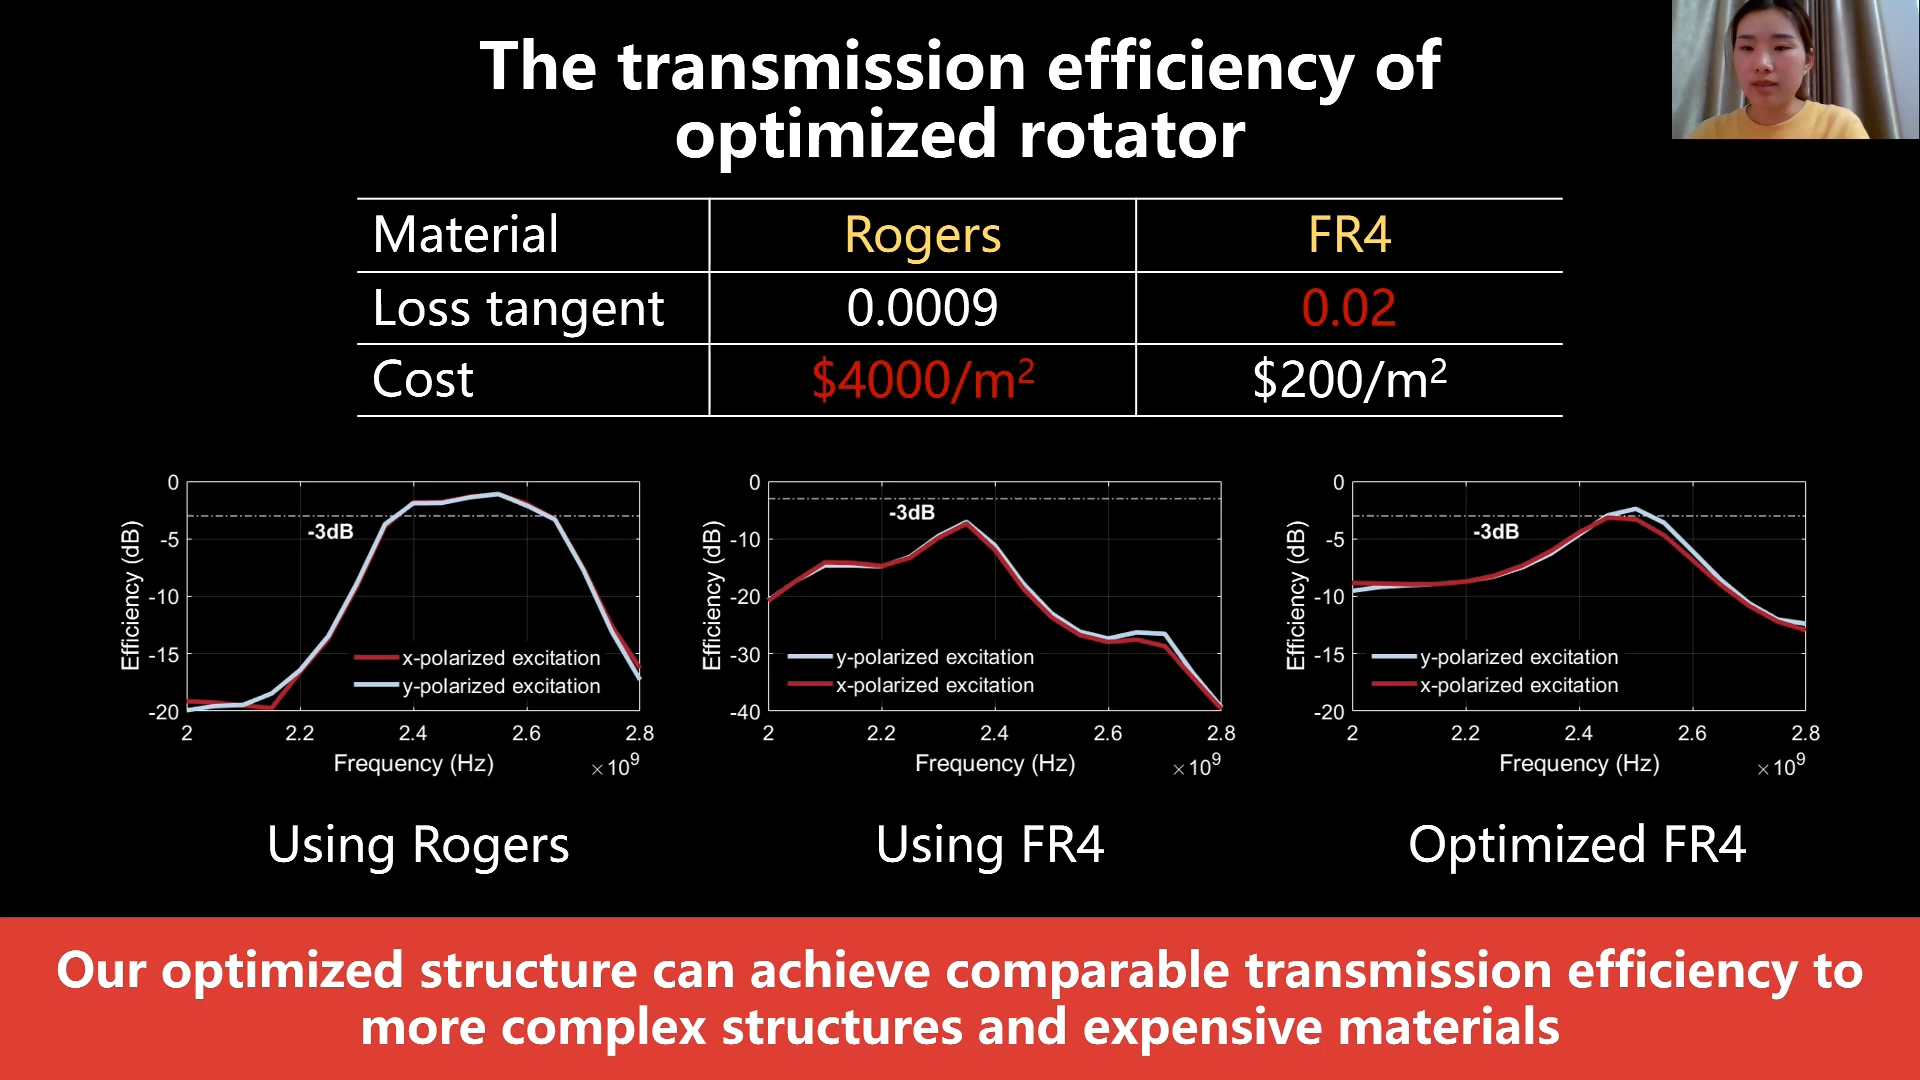 The transmission efficiency of
optimized rotator
Material Rogers FR4
Loss tangent 0.0009 0.02
Cost $4000/m² $200/m²
0
-5
-10
-15
-20
Efficiency (dB)
-3dB
x-polarized excitation
y-polarized excitation
2 2.2 2.4 2.6 2.8
Frequency (Hz) ×10⁹
Using Rogers
0
-10
-20
-30
-40
Efficiency (dB)
-3dB
y-polarized excitation
x-polarized excitation
2 2.2 2.4 2.6 2.8
Frequency (Hz) ×10⁹
Using FR4
0
-5
-10
-15
-20
Efficiency (dB)
-3dB
y-polarized excitation
x-polarized excitation
2 2.2 2.4 2.6 2.8
Frequency (Hz) ×10⁹
Optimized FR4
Our optimized structure can achieve comparable transmission efficiency to
more complex structures and expensive materials